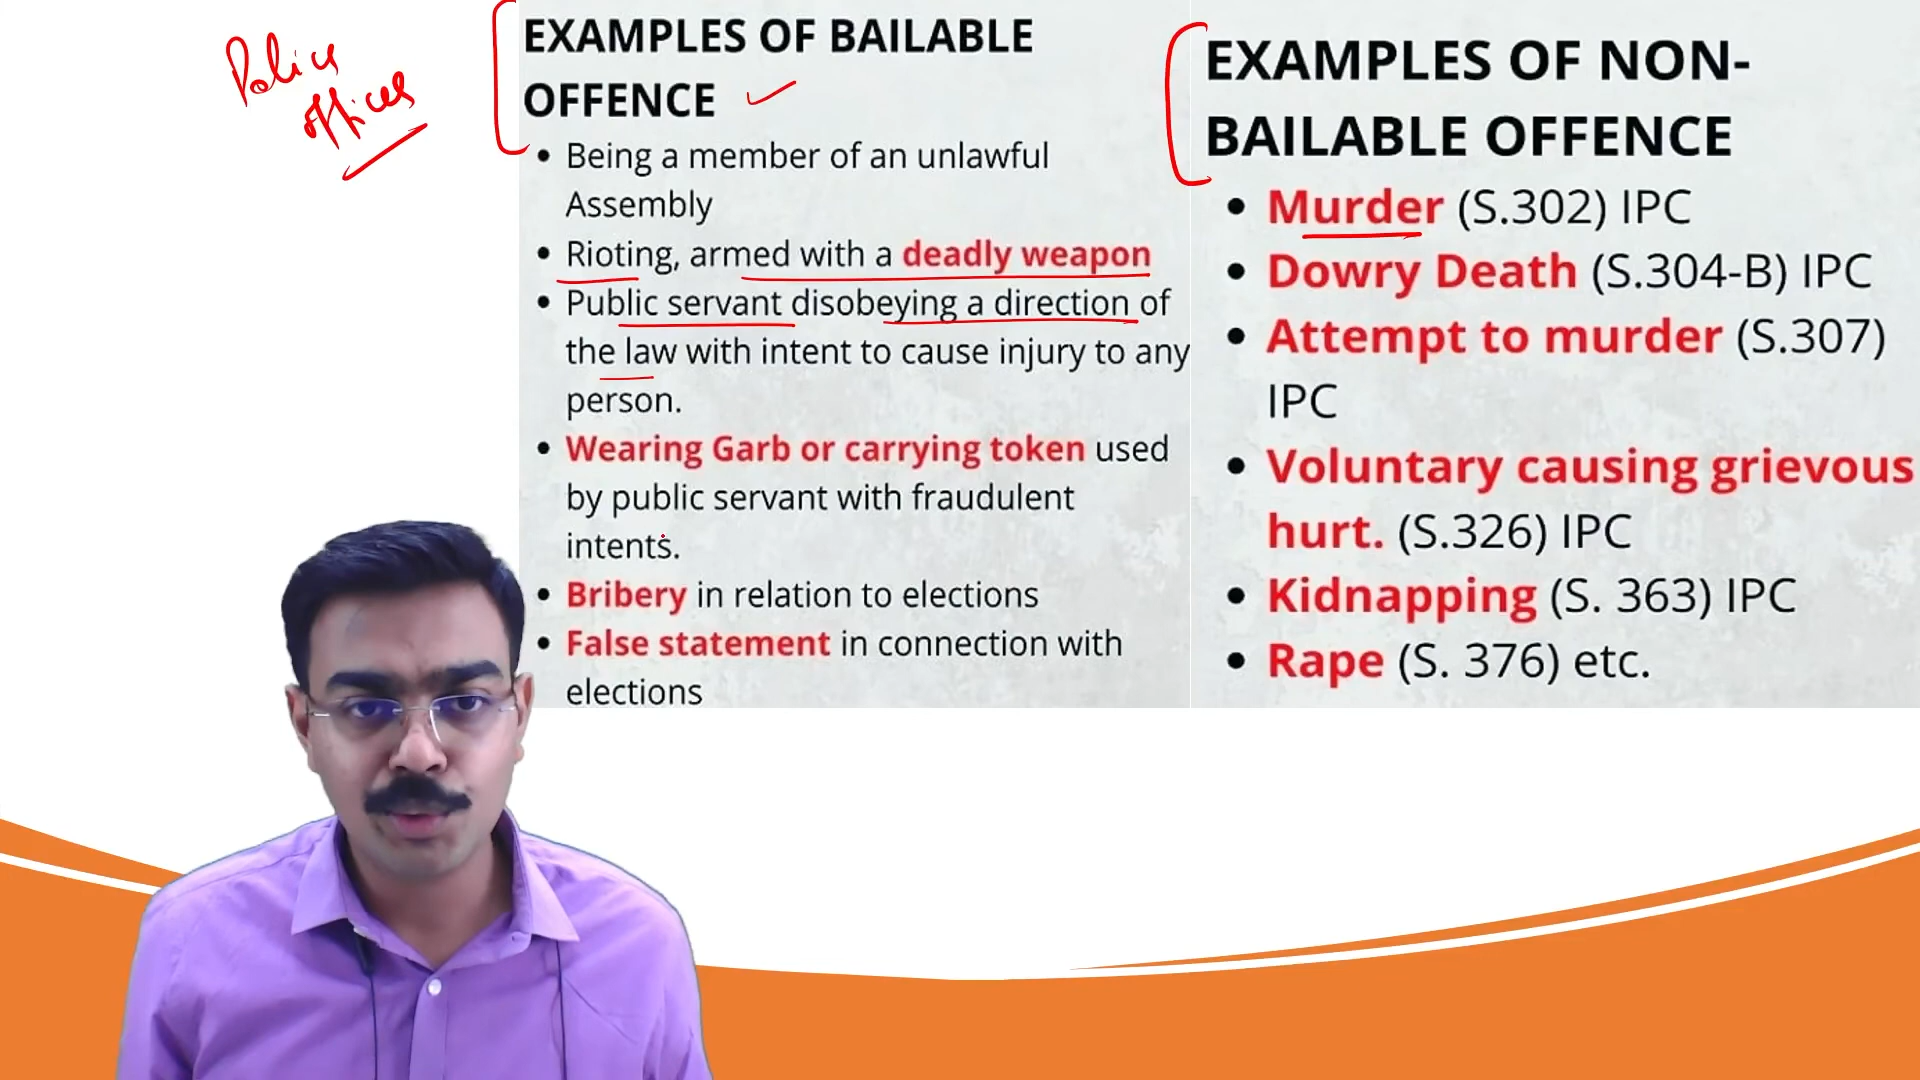 Police
officer
EXAMPLES OF BAILABLE
OFFENCE
• Being a member of an unlawful
Assembly
• Rioting, armed with a deadly weapon
• Public servant disobeying a direction of
the law with intent to cause injury to any
person.
• Wearing Garb or carrying token used
by public servant with fraudulent
intents.
• Bribery in relation to elections
• False statement in connection with
elections
EXAMPLES OF NON-
BAILABLE OFFENCE
• Murder (S.302) IPC
• Dowry Death (S.304-B) IPC
• Attempt to murder (S.307)
IPC
• Voluntary causing grievous
hurt. (S.326) IPC
• Kidnapping (S. 363) IPC
• Rape (S. 376) etc.